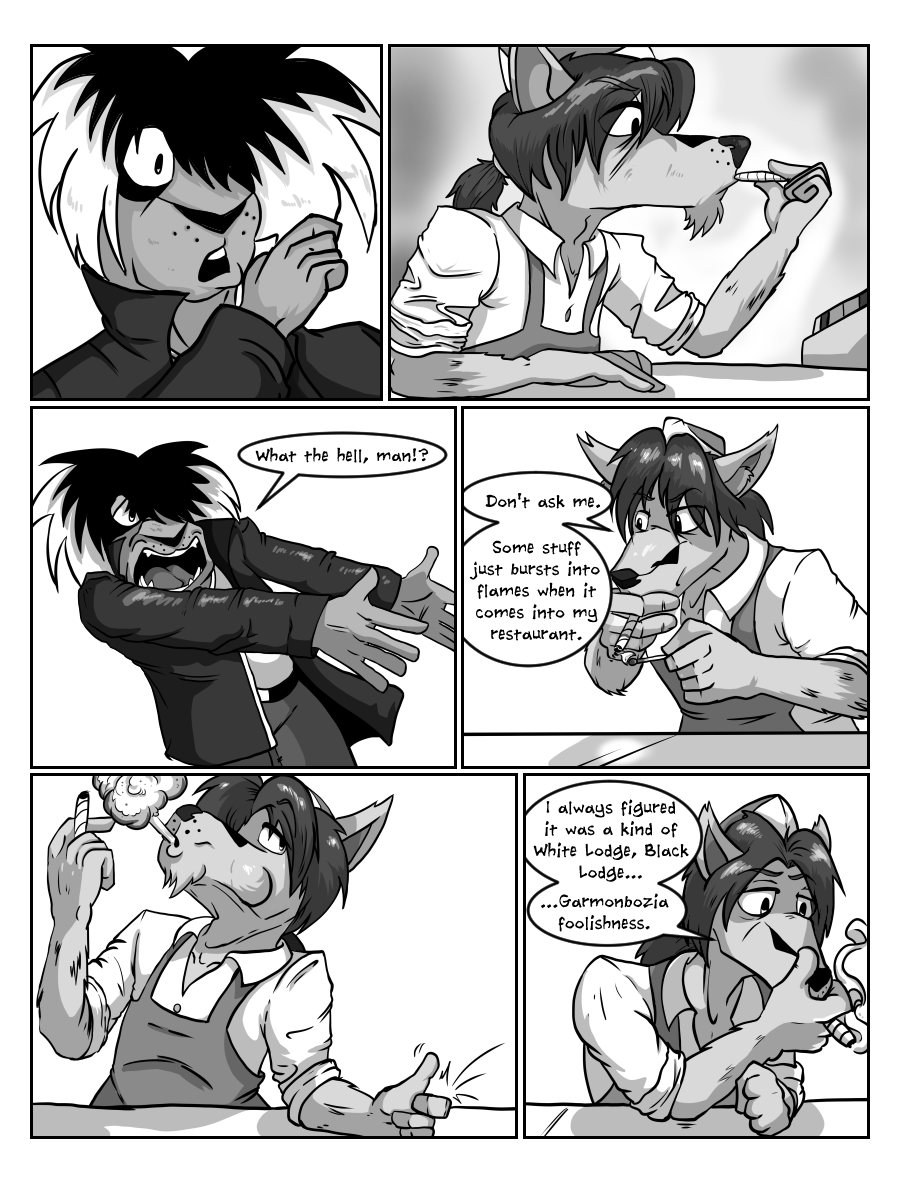 What the hell, man!?
Don't ask me.
Some stuff
just bursts into
flames when it
comes into my
restaurant.
I always figured
it was a kind of
White Lodge, Black
Lodge...
...Garmonbozia
foolishness.